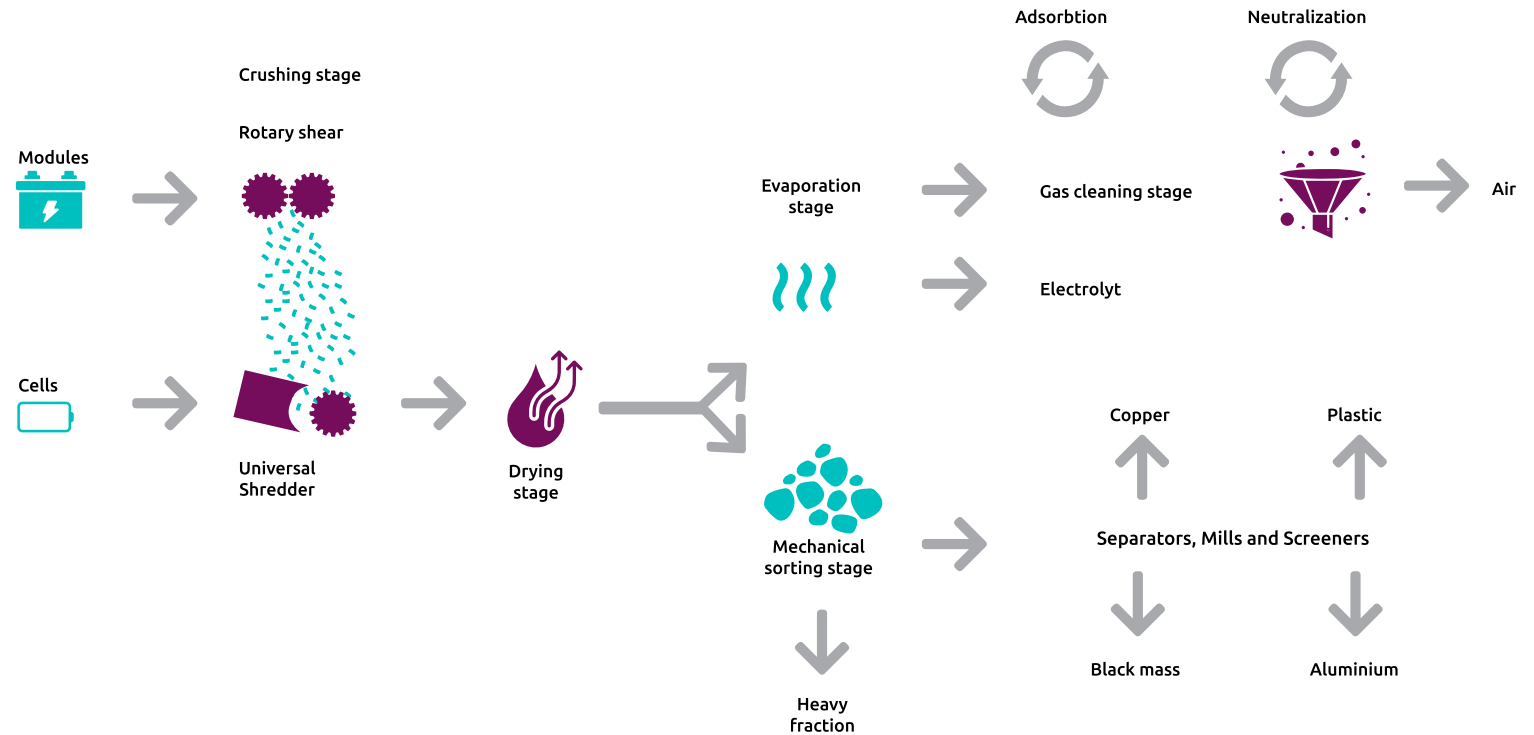 Adsorbtion
Neutralization
Crushing stage
Rotary shear
Modules
Evaporation
stage
Gas cleaning stage
Air
Electrolyt
Cells
Universal
Shredder
Drying
stage
Copper
Plastic
Mechanical
sorting stage
Separators, Mills and Screeners
Black mass
Aluminium
Heavy
fraction